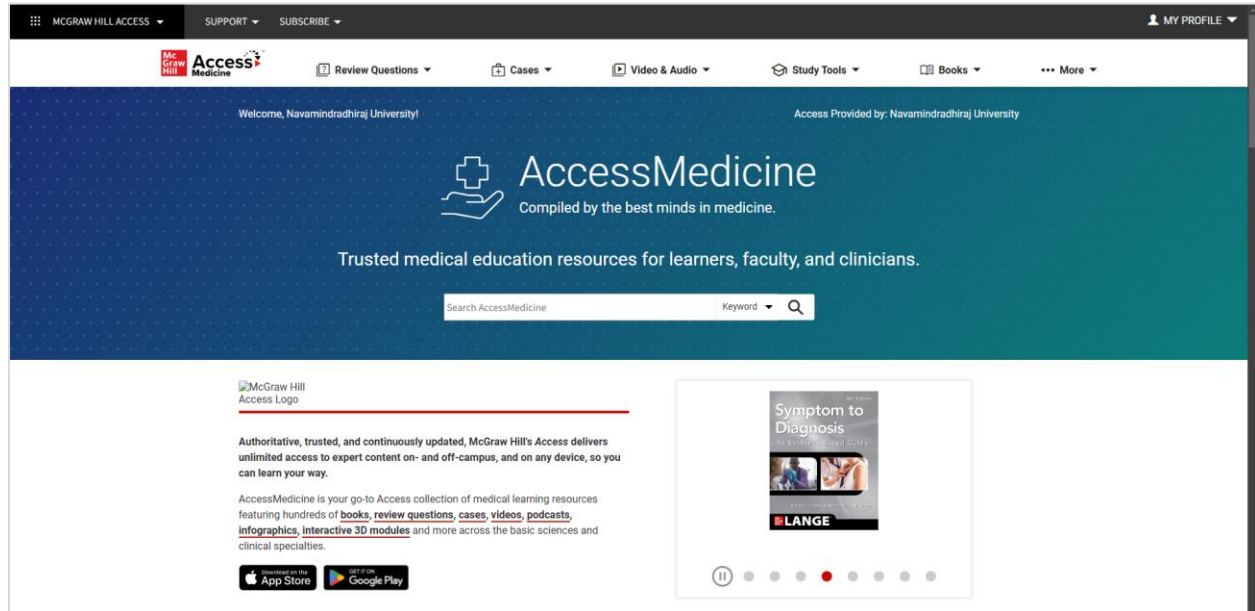 MCGRAW HILL ACCESS
SUPPORT
SUBSCRIBE
MY PROFILE
Mc
Graw
Hill
Access
Medicine
Review Questions
Cases
Video & Audio
Study Tools
Books
More
Welcome, Navamindradhiraj University!
Access Provided by: Navamindradhiraj University
AccessMedicine
Compiled by the best minds in medicine.
Trusted medical education resources for learners, faculty, and clinicians.
Search AccessMedicine
Keyword
McGraw Hill
Access Logo
Authoritative, trusted, and continuously updated, McGraw Hill's Access delivers
unlimited access to expert content on- and off-campus, and on any device, so you
can learn your way.
AccessMedicine is your go-to Access collection of medical learning resources
featuring hundreds of books, review questions, cases, videos, podcasts,
infographics, interactive 3D modules and more across the basic sciences and
clinical specialties.
Download on the
App Store
GET IT ON
Google Play
Symptom to
Diagnosis
An Evidence-Based Guide
LANGE